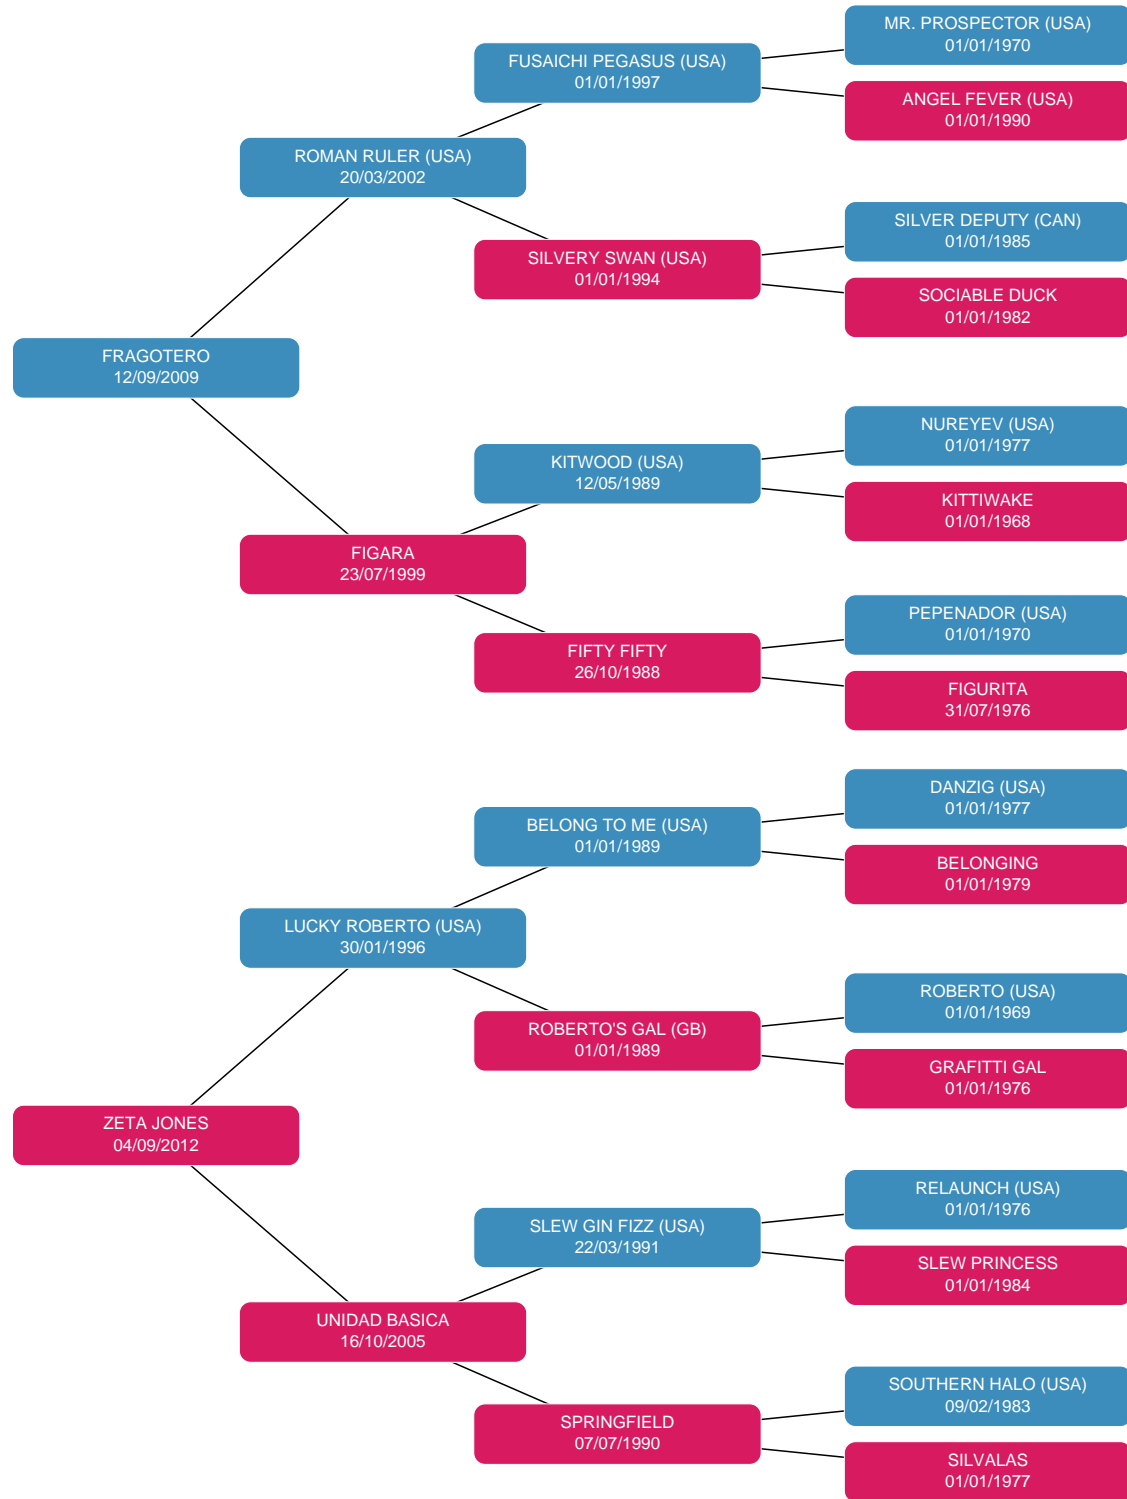 MR. PROSPECTOR (USA)
01/01/1970
FUSAICHI PEGASUS (USA)
01/01/1997
ANGEL FEVER (USA)
01/01/1990
ROMAN RULER (USA)
20/03/2002
SILVER DEPUTY (CAN)
01/01/1985
SILVERY SWAN (USA)
01/01/1994
SOCIABLE DUCK
01/01/1982
FRAGOTERO
12/09/2009
NUREYEV (USA)
01/01/1977
KITWOOD (USA)
12/05/1989
KITTIWAKE
01/01/1968
FIGARA
23/07/1999
PEPENADOR (USA)
01/01/1970
FIFTY FIFTY
26/10/1988
FIGURITA
31/07/1976
DANZIG (USA)
01/01/1977
BELONG TO ME (USA)
01/01/1989
BELONGING
01/01/1979
LUCKY ROBERTO (USA)
30/01/1996
ROBERTO (USA)
01/01/1969
ROBERTO'S GAL (GB)
01/01/1989
GRAFITTI GAL
01/01/1976
ZETA JONES
04/09/2012
RELAUNCH (USA)
01/01/1976
SLEW GIN FIZZ (USA)
22/03/1991
SLEW PRINCESS
01/01/1984
UNIDAD BASICA
16/10/2005
SOUTHERN HALO (USA)
09/02/1983
SPRINGFIELD
07/07/1990
SILVALAS
01/01/1977